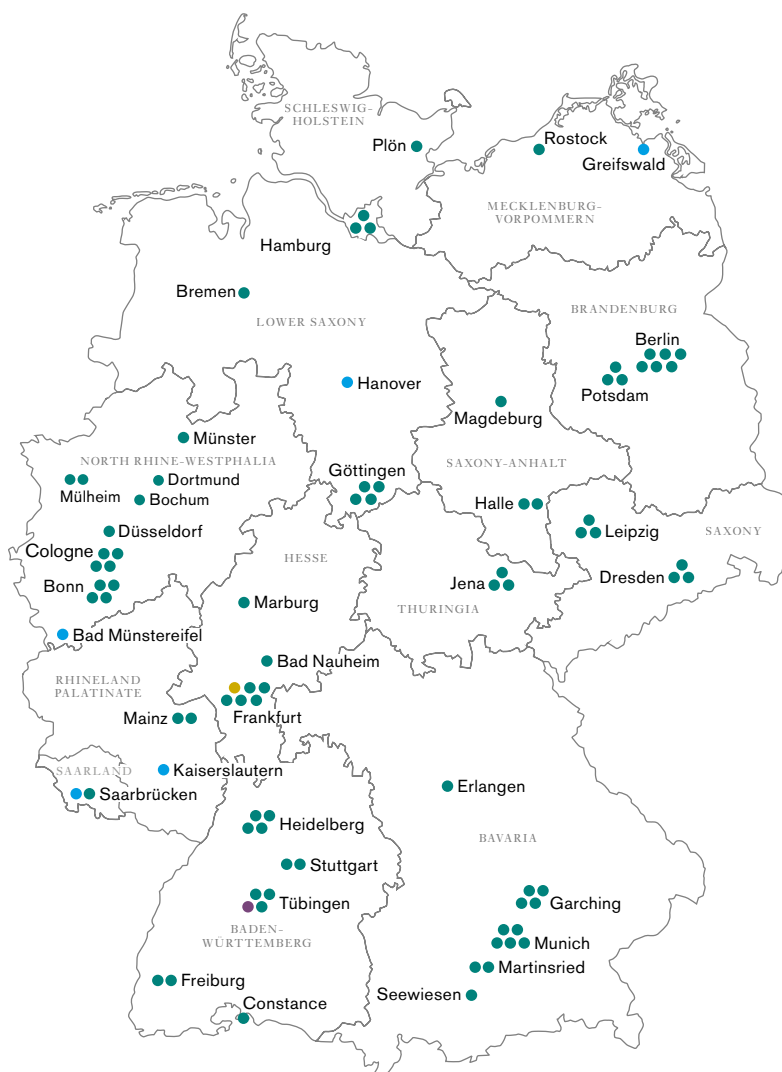 SCHLESWIG-
HOLSTEIN
Plön
Rostock
Greifswald
MECKLENBURG-
VORPOMMERN
Hamburg
Bremen
LOWER SAXONY
BRANDENBURG
Berlin
Potsdam
Hanover
Magdeburg
Münster
NORTH RHINE-WESTPHALIA
Mülheim
Dortmund
Bochum
Göttingen
SAXONY-ANHALT
Halle
Leipzig
SAXONY
Düsseldorf
Cologne
Bonn
HESSE
Marburg
Jena
THURINGIA
Dresden
Bad Münstereifel
Bad Nauheim
RHINELAND
PALATINATE
Mainz
Frankfurt
Kaiserslautern
SAARLAND
Saarbrücken
Erlangen
Heidelberg
BAVARIA
Stuttgart
Tübingen
BADEN-
WÜRTTEMBERG
Garching
Munich
Martinsried
Freiburg
Seewiesen
Constance